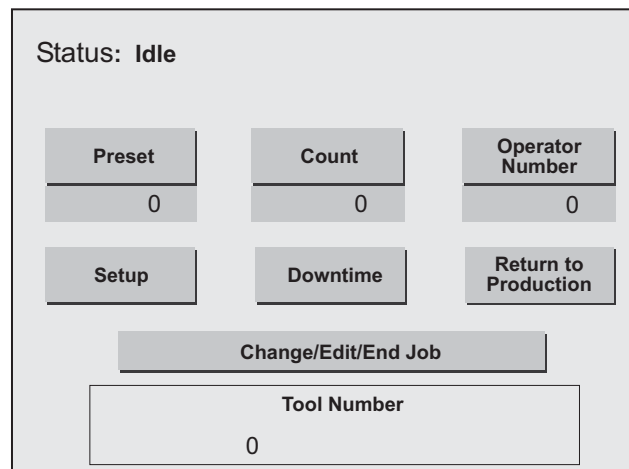 Status: Idle
Preset
Count
Operator
Number
0
0
0
Setup
Downtime
Return to
Production
Change/Edit/End Job
Tool Number
0